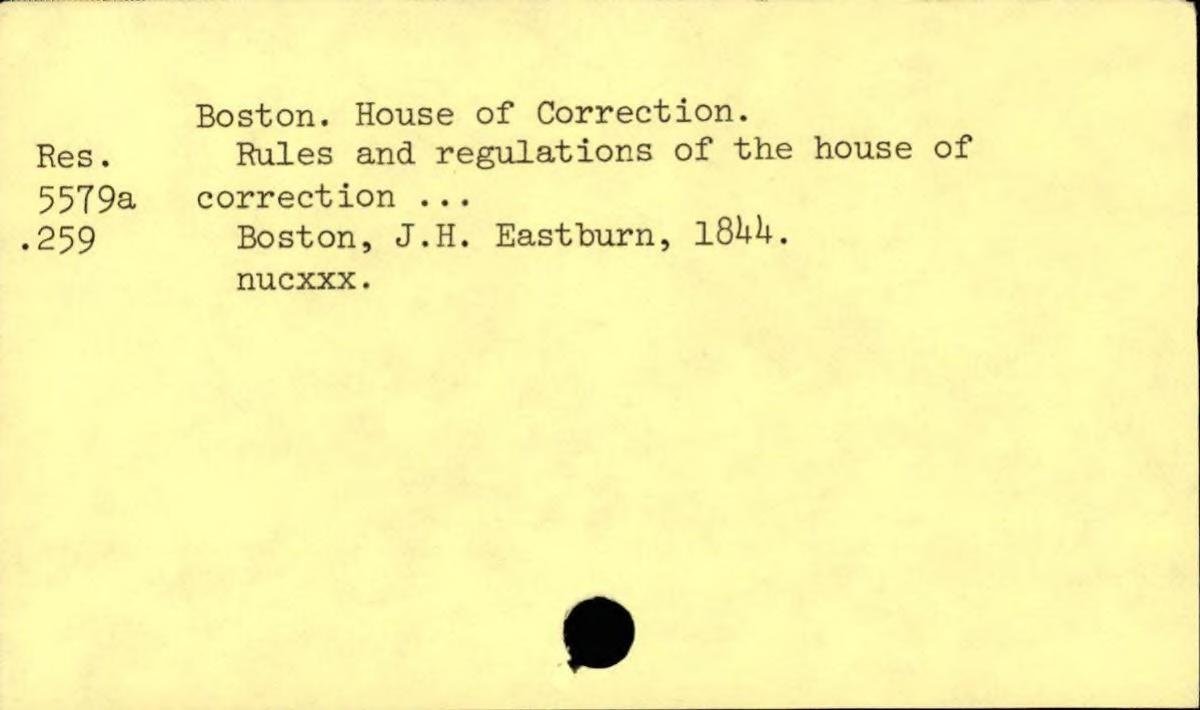 Boston. House of Correction.
Res. Rules and regulations of the house of
5579a correction ...
.259 Boston, J.H. Eastburn, 1844.
nucxxx.